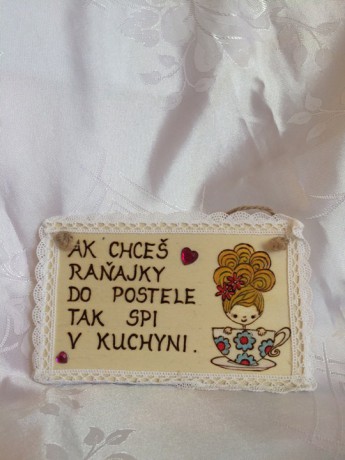 AK CHCEŠ
RAŇAJKY
DO POSTELE
TAK SPI
V KUCHYNI.